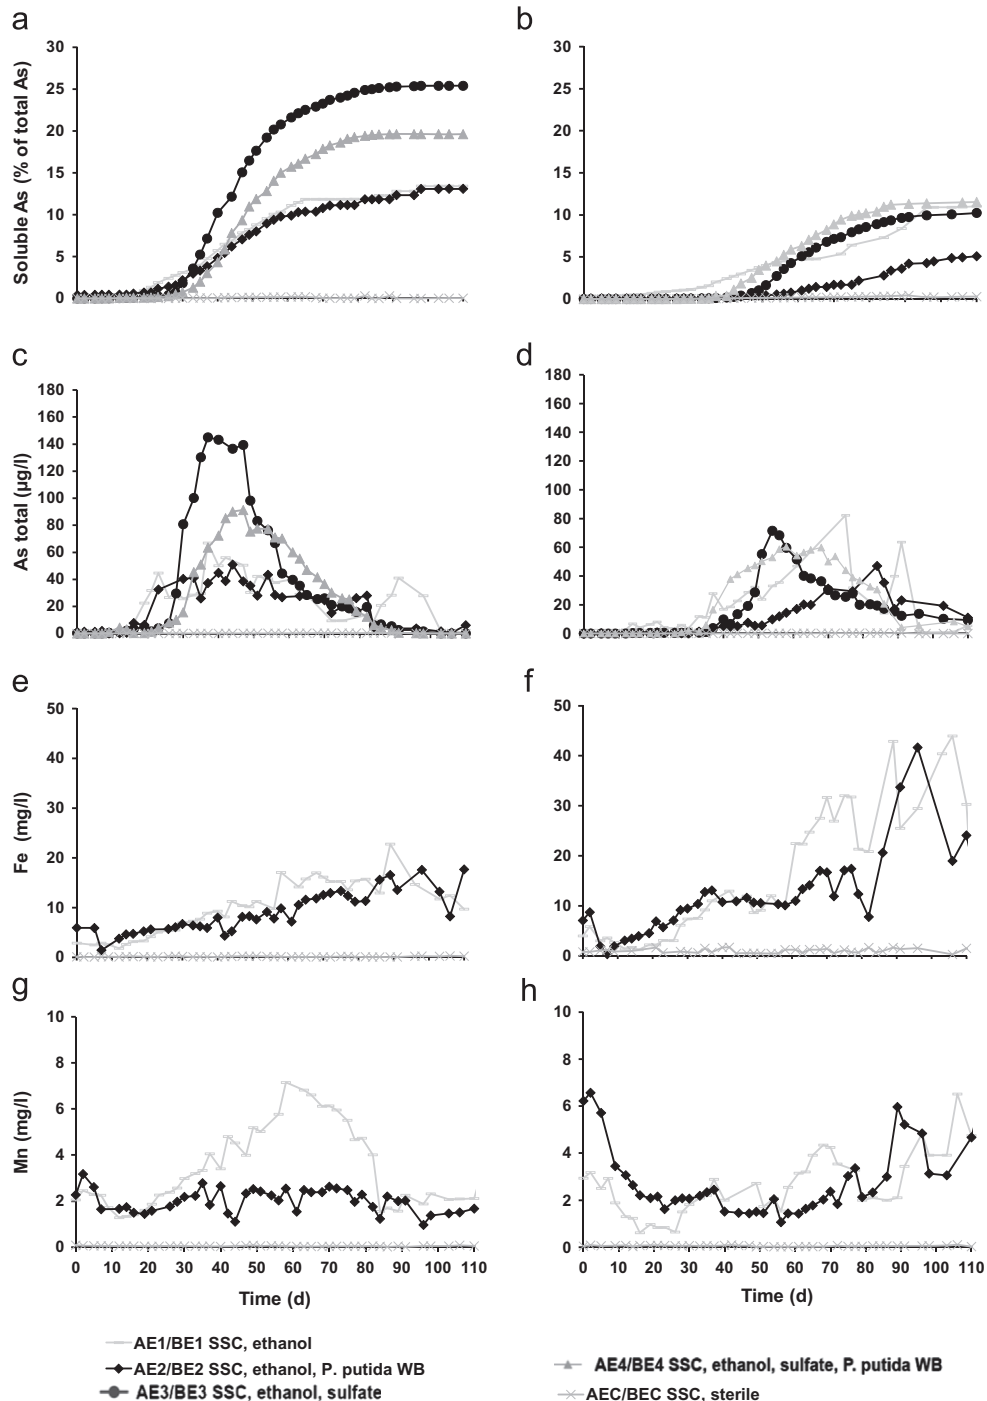 a
b
Soluble As (% of total As)
30
25
20
15
10
5
0
30
25
20
15
10
5
0
c
d
As total (µg/l)
180
160
140
120
100
80
60
40
20
0
180
160
140
120
100
80
60
40
20
0
e
f
Fe (mg/l)
50
40
30
20
10
0
50
40
30
20
10
0
g
h
Mn (mg/l)
10
8
6
4
2
0
10
8
6
4
2
0
0 10 20 30 40 50 60 70 80 90 100 110
0 10 20 30 40 50 60 70 80 90 100 110
Time (d)
Time (d)
AE1/BE1 SSC, ethanol
AE2/BE2 SSC, ethanol, P. putida WB
AE3/BE3 SSC, ethanol, sulfate
AE4/BE4 SSC, ethanol, sulfate, P. putida WB
AEC/BEC SSC, sterile